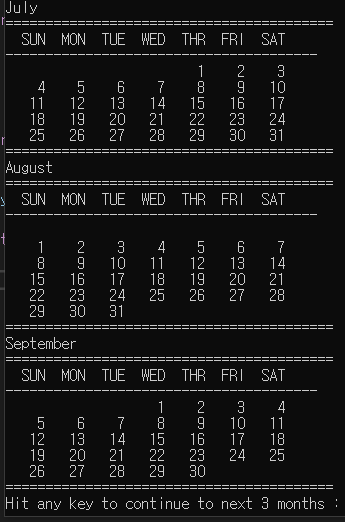 July
=========================================
SUN MON TUE WED THR FRI SAT
---------------------------------------
1 2 3
4 5 6 7 8 9 10
11 12 13 14 15 16 17
18 19 20 21 22 23 24
25 26 27 28 29 30 31
=========================================
August
=========================================
SUN MON TUE WED THR FRI SAT
---------------------------------------
1 2 3 4 5 6 7
8 9 10 11 12 13 14
15 16 17 18 19 20 21
22 23 24 25 26 27 28
29 30 31
=========================================
September
=========================================
SUN MON TUE WED THR FRI SAT
---------------------------------------
1 2 3 4
5 6 7 8 9 10 11
12 13 14 15 16 17 18
19 20 21 22 23 24 25
26 27 28 29 30
=========================================
Hit any key to continue to next 3 months :